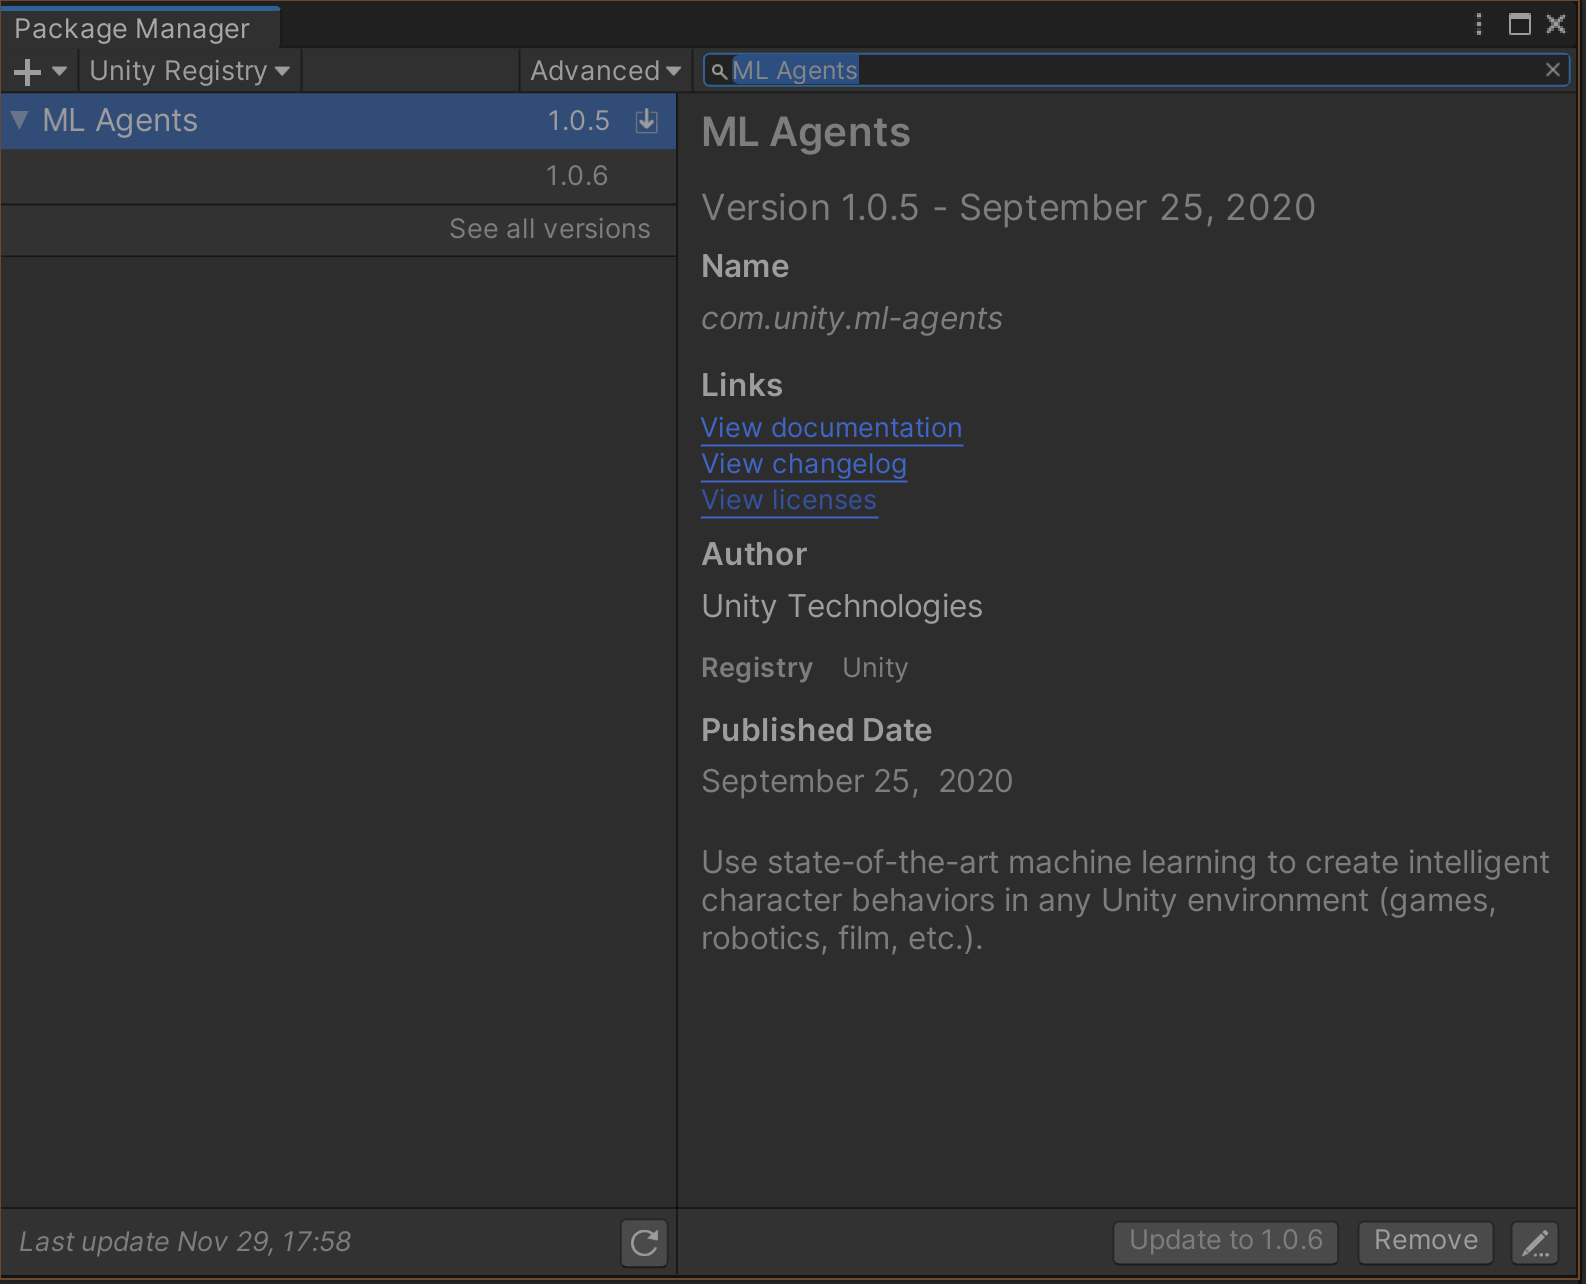 Package Manager
Unity Registry
Advanced
ML Agents
ML Agents 1.0.5
1.0.6
See all versions
ML Agents
Version 1.0.5 - September 25, 2020
Name
com.unity.ml-agents
Links
View documentation
View changelog
View licenses
Author
Unity Technologies
Registry Unity
Published Date
September 25, 2020
Use state-of-the-art machine learning to create intelligent
character behaviors in any Unity environment (games,
robotics, film, etc.).
Last update Nov 29, 17:58
Update to 1.0.6
Remove